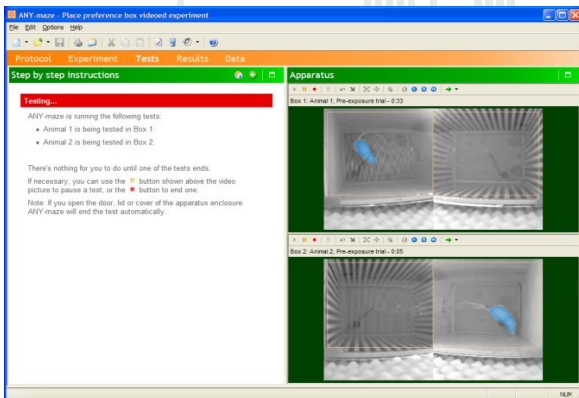 ANY-maze - Place preference box videoed experiment
File Edit Options Help
Protocol Experiment Tests Results Data
Step by step instructions
Testing...
ANY-maze is running the following tests:
• Animal 1 is being tested in Box 1.
• Animal 2 is being tested in Box 2.
There's nothing for you to do until one of the tests ends.
If necessary, you can use the button shown above the video
picture to pause a test, or the button to end one.
Note: If you open the door, lid or cover of the apparatus enclosure
ANY-maze will end the test automatically.
Apparatus
Box 1: Animal 1, Pre-exposure trial - 0:33
Box 2: Animal 2, Pre-exposure trial - 0:05
NUM